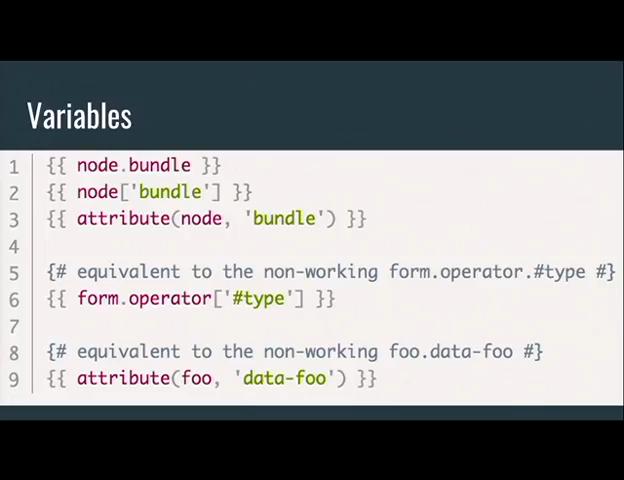 Variables
1 {{ node.bundle }}
2 {{ node['bundle'] }}
3 {{ attribute(node, 'bundle') }}
4
5 {# equivalent to the non-working form.operator.#type #}
6 {{ form.operator['#type'] }}
7
8 {# equivalent to the non-working foo.data-foo #}
9 {{ attribute(foo, 'data-foo') }}